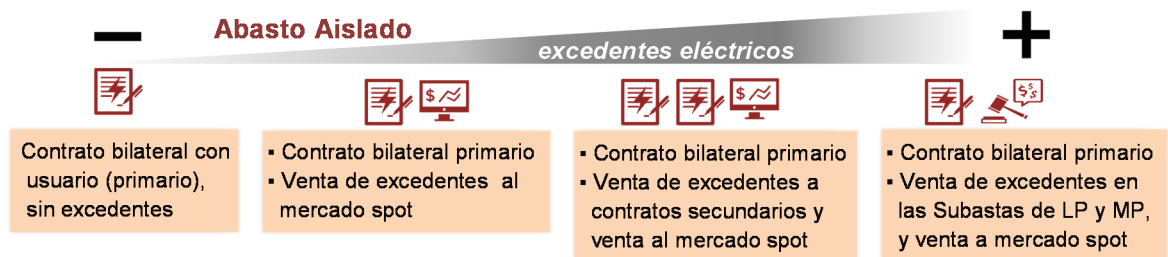 Abasto Aislado
excedentes eléctricos
Contrato bilateral con
usuario (primario),
sin excedentes
▪ Contrato bilateral primario
▪ Venta de excedentes al
mercado spot
▪ Contrato bilateral primario
▪ Venta de excedentes a
contratos secundarios y
venta al mercado spot
▪ Contrato bilateral primario
▪ Venta de excedentes en
las Subastas de LP y MP,
y venta a mercado spot